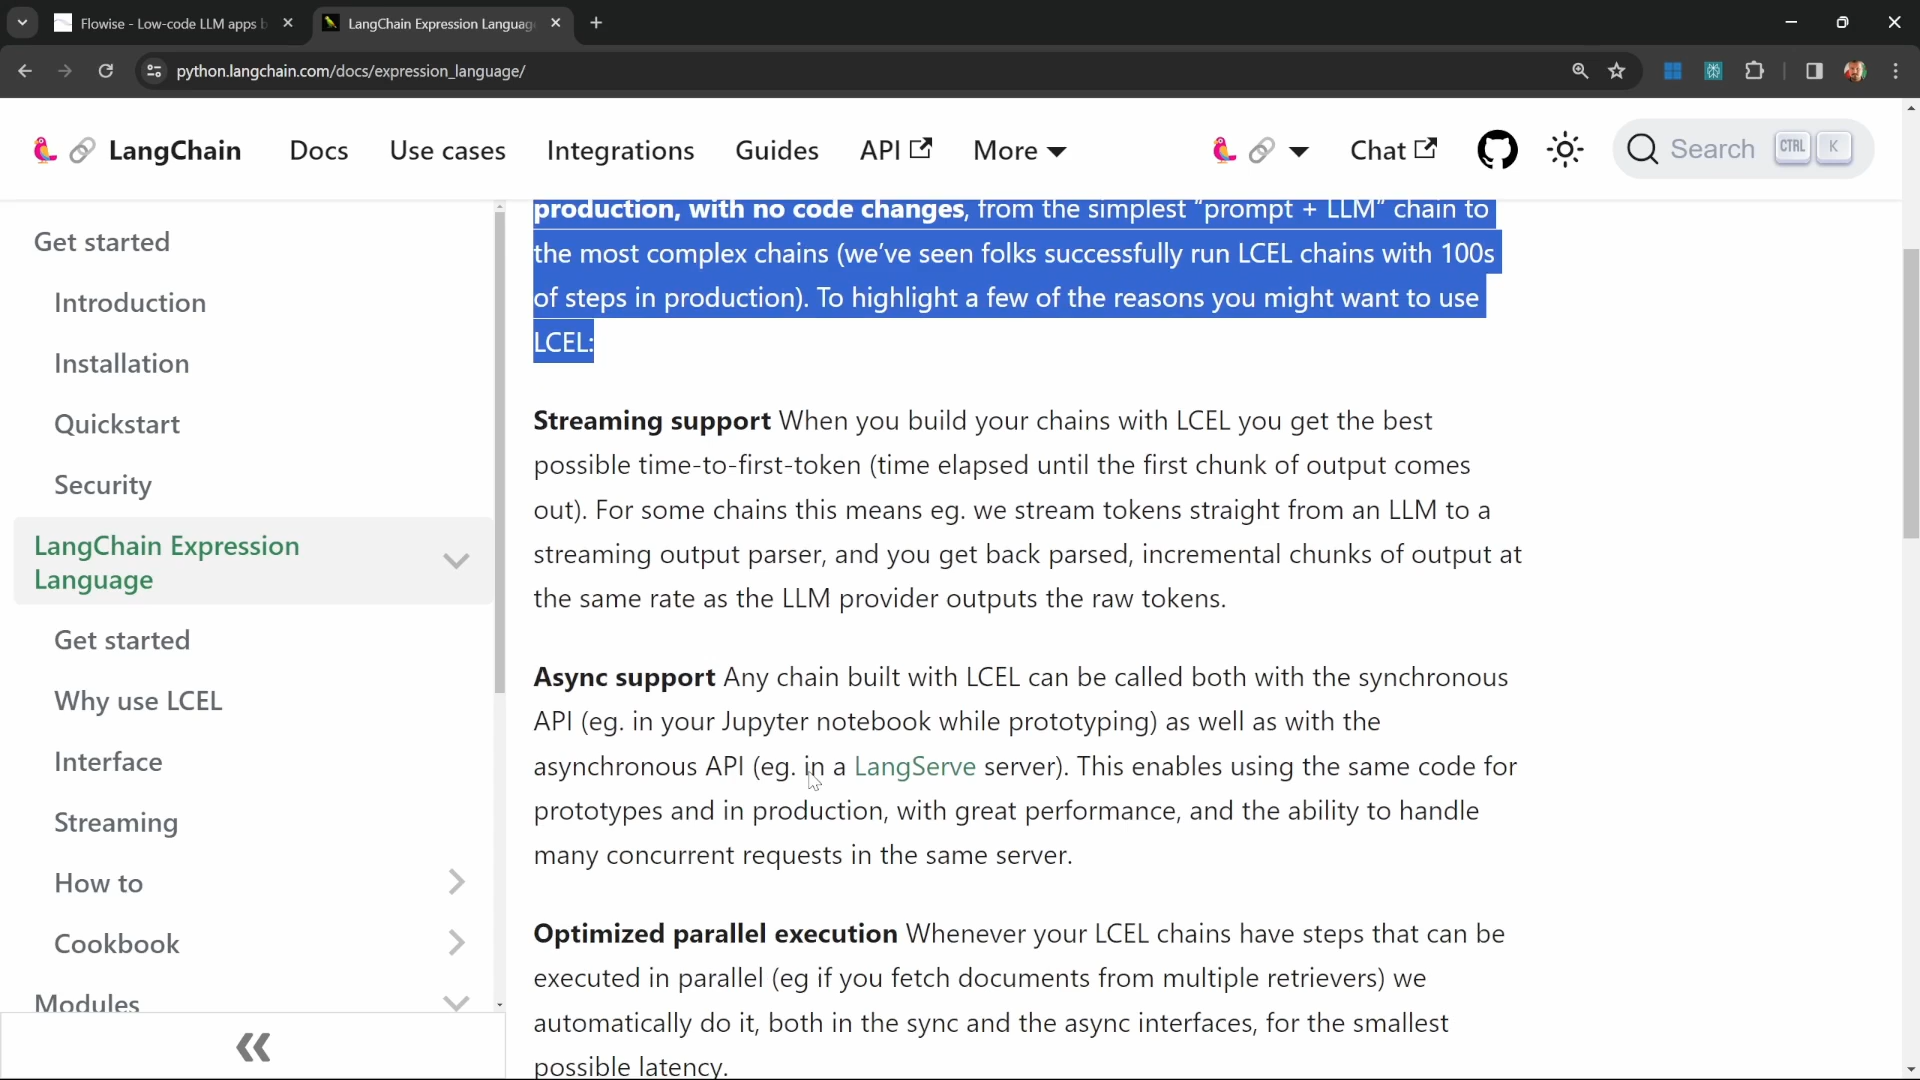 Flowise - Low-code LLM apps b
LangChain Expression Languag
python.langchain.com/docs/expression_language/
LangChain
Docs
Use cases
Integrations
Guides
API
More
Chat
Search
CTRL
K
Get started
Introduction
Installation
Quickstart
Security
LangChain Expression
Language
Get started
Why use LCEL
Interface
Streaming
How to
Cookbook
Modules
production, with no code changes, from the simplest “prompt + LLM” chain to
the most complex chains (we’ve seen folks successfully run LCEL chains with 100s
of steps in production). To highlight a few of the reasons you might want to use
LCEL:
Streaming support When you build your chains with LCEL you get the best
possible time-to-first-token (time elapsed until the first chunk of output comes
out). For some chains this means eg. we stream tokens straight from an LLM to a
streaming output parser, and you get back parsed, incremental chunks of output at
the same rate as the LLM provider outputs the raw tokens.
Async support Any chain built with LCEL can be called both with the synchronous
API (eg. in your Jupyter notebook while prototyping) as well as with the
asynchronous API (eg. in a LangServe server). This enables using the same code for
prototypes and in production, with great performance, and the ability to handle
many concurrent requests in the same server.
Optimized parallel execution Whenever your LCEL chains have steps that can be
executed in parallel (eg if you fetch documents from multiple retrievers) we
automatically do it, both in the sync and the async interfaces, for the smallest
possible latency.